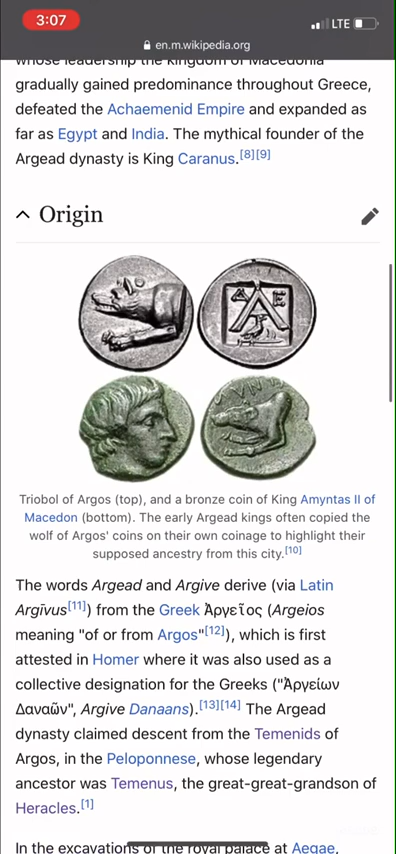 3:07
LTE
en.m.wikipedia.org
whose leadership the kingdom of Macedonia
gradually gained predominance throughout Greece,
defeated the Achaemenid Empire and expanded as
far as Egypt and India. The mythical founder of the
Argead dynasty is King Caranus.[8][9]
Origin
Triobol of Argos (top), and a bronze coin of King Amyntas II of
Macedon (bottom). The early Argead kings often copied the
wolf of Argos' coins on their own coinage to highlight their
supposed ancestry from this city.[10]
The words Argead and Argive derive (via Latin
Argīvus[11]) from the Greek Ἀργεῖος (Argeios
meaning "of or from Argos"[12]), which is first
attested in Homer where it was also used as a
collective designation for the Greeks ("Ἀργείων
Δαναῶν", Argive Danaans).[13][14] The Argead
dynasty claimed descent from the Temenids of
Argos, in the Peloponnese, whose legendary
ancestor was Temenus, the great-great-grandson of
Heracles.[1]
In the excavations of the royal palace at Aegae,